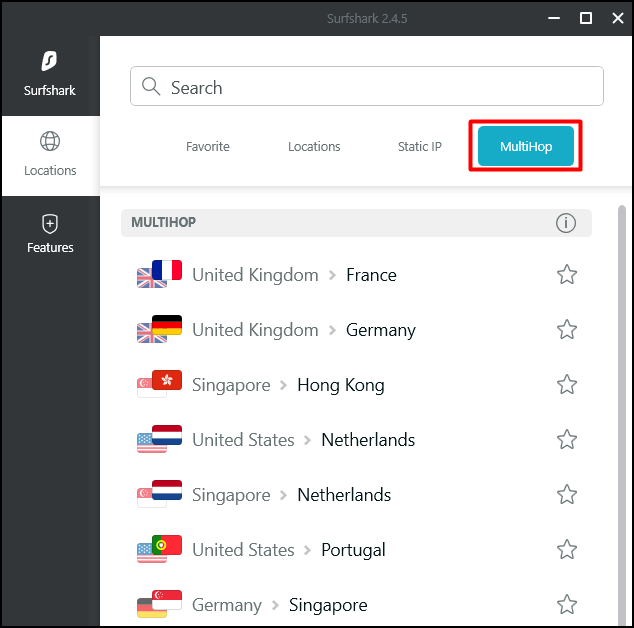 Surfshark 2.4.5
Surfshark
Locations
Features
Search
Favorite Locations Static IP MultiHop
MULTIHOP
United Kingdom > France
United Kingdom > Germany
Singapore > Hong Kong
United States > Netherlands
Singapore > Netherlands
United States > Portugal
Germany > Singapore